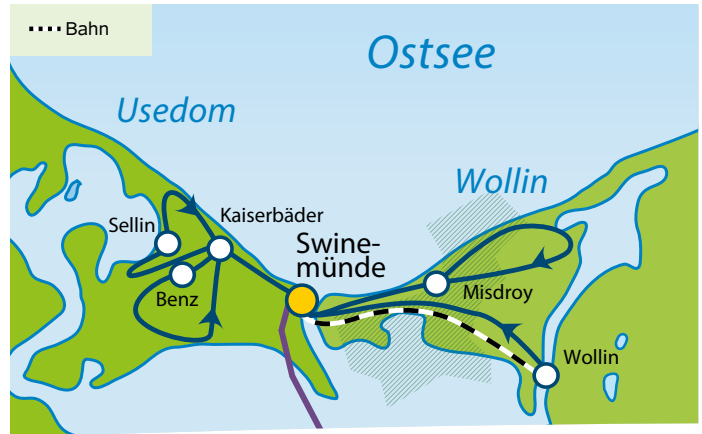 Bahn
Ostsee
Usedom
Wollin
Sellin
Kaiserbäder
Swine-
münde
Benz
Misdroy
Wollin